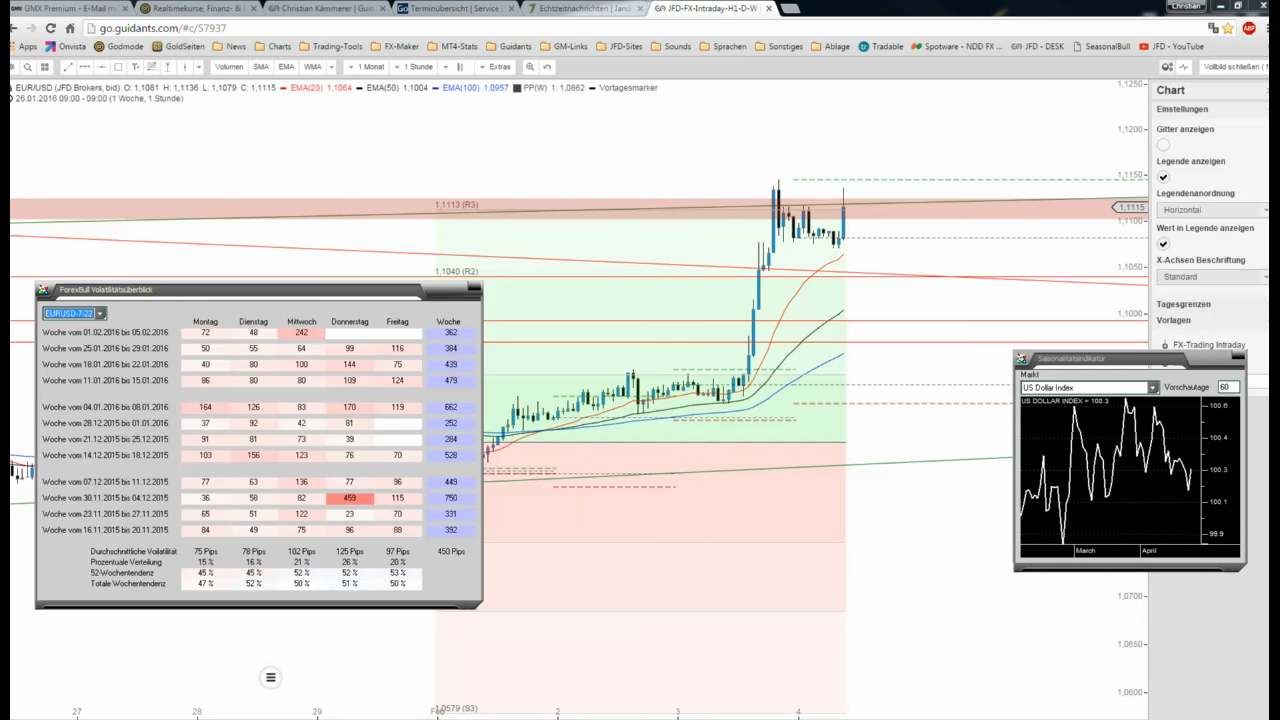 GMX Premium - E-Mail m
Realtimekurse, Finanz- &
Christian Kämmerer | Guid
Terminübersicht | Service
Echtzeitnachrichten | Jand
JFD-FX-Intraday-H1-D-W
Christian
go.guidants.com/#c/57937
Apps Onvista Godmode GoldSeiten News Charts Trading-Tools FX-Maker MT4-Stats Guidants GM-Links JFD-Sites Sounds Sprachen Sonstiges Ablage Tradable Spotware - NDD FX ... JFD - DESK SeasonalBull JFD - YouTube
Volumen SMA EMA WMA 1 Monat 1 Stunde Extras Vollbild schließen (
EUR/USD (JFD Brokers, bid) O: 1,1081 H: 1,1136 L: 1,1079 C: 1,1115 EMA(20) 1,1064 EMA(50) 1,1004 EMA(100) 1,0957 PP(W) 1: 1,0862 Vortagesmarker
26.01.2016 09:00 - 09:00 (1 Woche, 1 Stunde)
1,1250
1,1200
1,1150
1,1115
1,1100
1,1050
1,1000
1,0700
1,0650
1,0600
1,1113 (R3)
1,1040 (R2)
1,0579 (S3)
27 28 29 Feb 2 3 4
Chart
Einstellungen
Gitter anzeigen
Legende anzeigen
Legendenanordnung
Horizontal
Wert in Legende anzeigen
X-Achsen Beschriftung
Standard
Tagesgrenzen
Vorlagen
FX-Trading Intraday
ForexBull Volatilitätsüberblick
EURUSD-7-22
Montag Dienstag Mittwoch Donnerstag Freitag Woche
Woche vom 01.02.2016 bis 05.02.2016 72 48 242 362
Woche vom 25.01.2016 bis 29.01.2016 50 55 64 99 116 384
Woche vom 18.01.2016 bis 22.01.2016 40 80 100 144 75 439
Woche vom 11.01.2016 bis 15.01.2016 86 80 80 109 124 479
Woche vom 04.01.2016 bis 08.01.2016 164 126 83 170 119 662
Woche vom 28.12.2015 bis 01.01.2016 37 92 42 81 252
Woche vom 21.12.2015 bis 25.12.2015 91 81 73 39 284
Woche vom 14.12.2015 bis 18.12.2015 103 156 123 76 70 528
Woche vom 07.12.2015 bis 11.12.2015 77 63 136 77 96 449
Woche vom 30.11.2015 bis 04.12.2015 36 58 82 459 115 750
Woche vom 23.11.2015 bis 27.11.2015 65 51 122 23 70 331
Woche vom 16.11.2015 bis 20.11.2015 84 49 75 96 88 392
Durchschnittliche Volatilität 75 Pips 78 Pips 102 Pips 125 Pips 97 Pips 450 Pips
Prozentuale Verteilung 15 % 16 % 21 % 26 % 20 %
52-Wochentendenz 45 % 45 % 52 % 52 % 53 %
Totale Wochentendenz 47 % 52 % 50 % 51 % 50 %
Saisonalitätsindikator
Markt
US Dollar Index Vorschautage 60
US DOLLAR INDEX = 100.3
100.6
100.4
100.3
100.1
99.9
March April